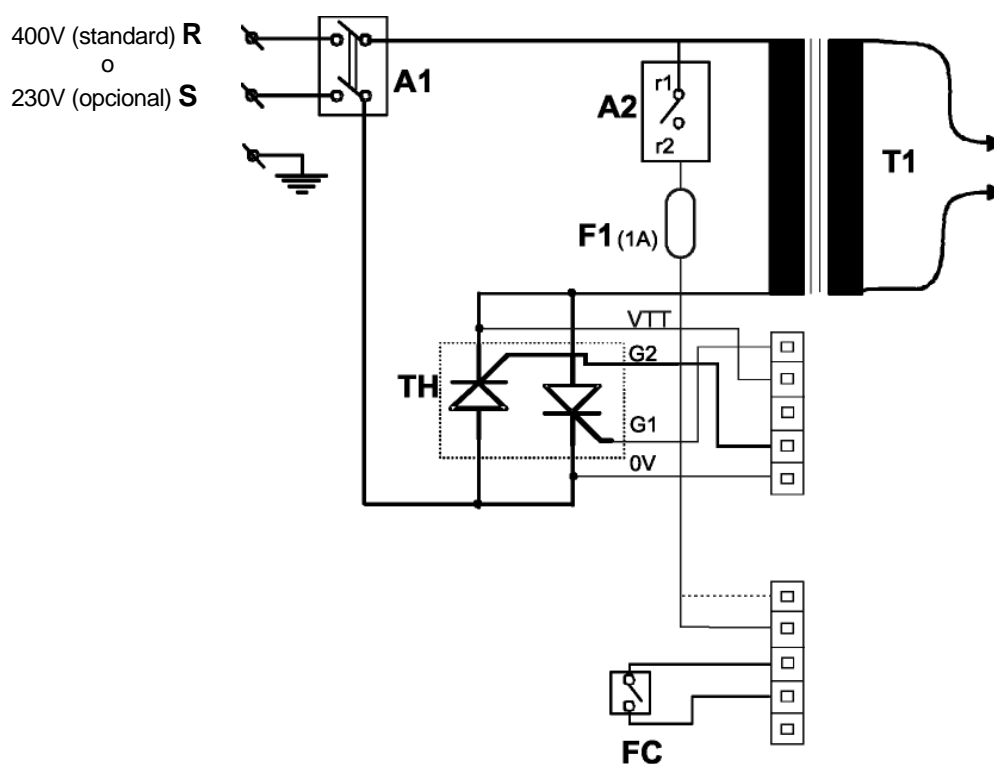 400V (standard) R
o
230V (opcional) S
A1
r1
A2
r2
T1
F1 (1A)
VTT
G2
TH
G1
0V
FC